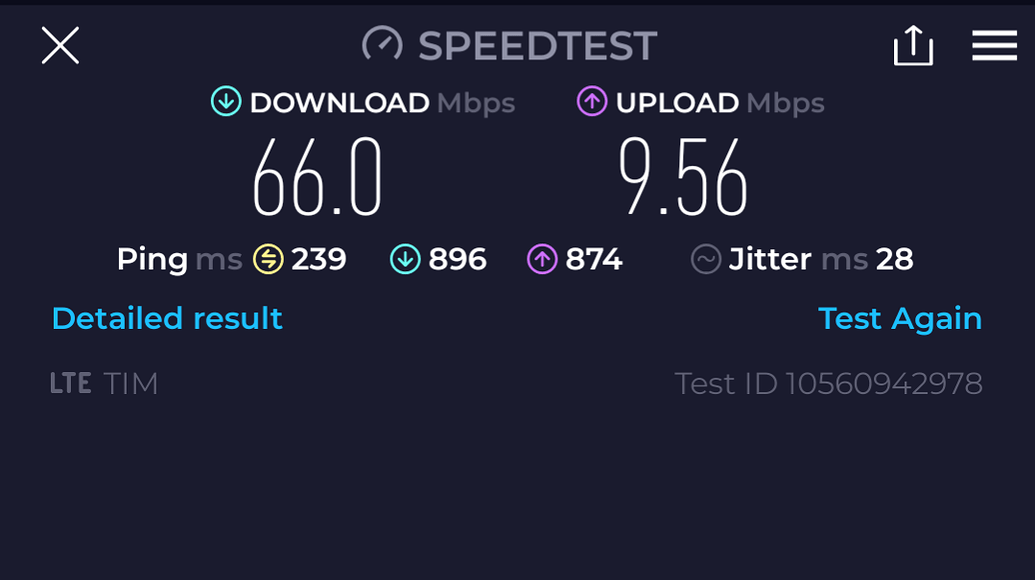 SPEEDTEST
DOWNLOAD Mbps UPLOAD Mbps
66.0 9.56
Ping ms 239 896 874 Jitter ms 28
Detailed result Test Again
LTE TIM Test ID 10560942978